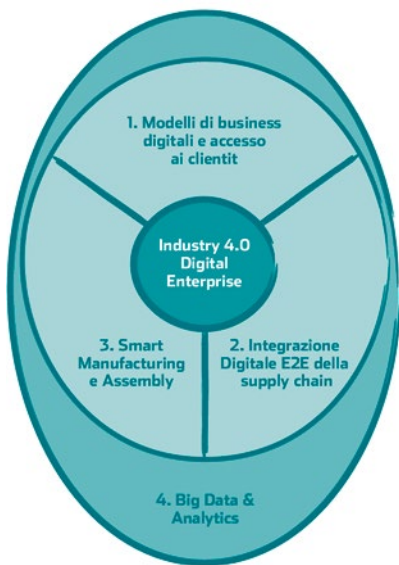 1. Modelli di business
digitali e accesso
ai clientit
Industry 4.0
Digital
Enterprise
3. Smart
Manufacturing
e Assembly
2. Integrazione
Digitale E2E della
supply chain
4. Big Data &
Analytics